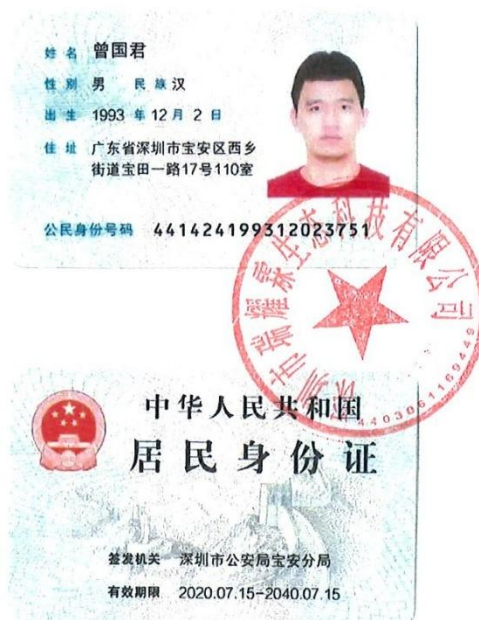 姓名 曾国君
性别 男 民族 汉
出生 1993 年 12 月 2 日
住址 广东省深圳市宝安区西乡
街道宝田一路17号110室
公民身份号码 441424199312023751
生态科技有限公司
中华人民共和国
居民身份证
签发机关 深圳市公安局宝安分局
有效期限 2020.07.15-2040.07.15